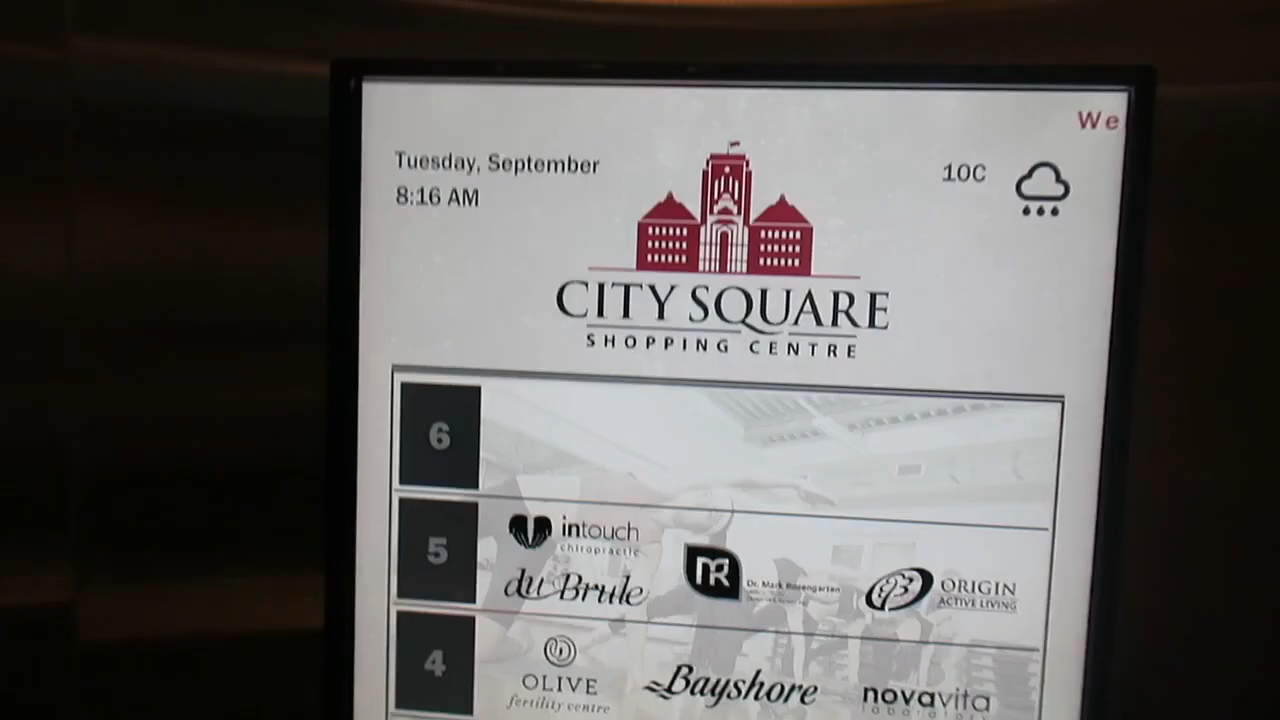 We
Tuesday, September
8:16 AM
10C
CITY SQUARE
SHOPPING CENTRE
6
5
intouch
chiropractic
du Brule
MR
Dr. Mark Rosengarten
ORIGIN
ACTIVE LIVING
4
OLIVE
fertility centre
Bayshore
novavita